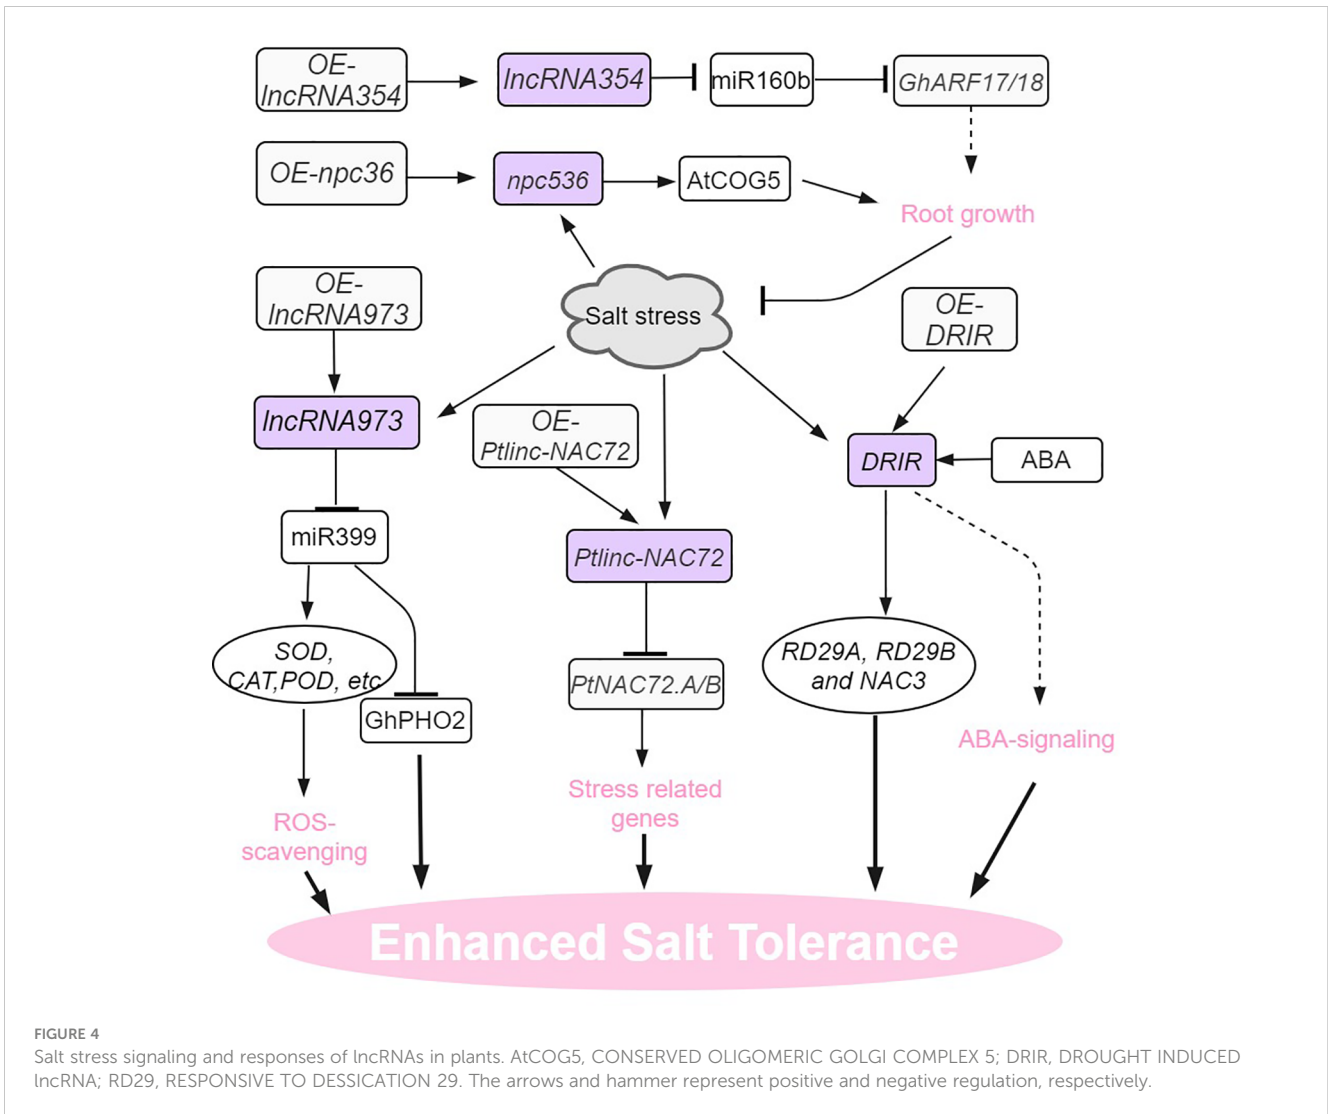 OE-
lncRNA354
lncRNA354
miR160b
GhARF17/18
OE-npc36
npc536
AtCOG5
Root growth
OE-
lncRNA973
Salt stress
OE-
DRIR
lncRNA973
OE-
Ptlinc-NAC72
DRIR
ABA
miR399
Ptlinc-NAC72
SOD,
CAT,POD, etc
RD29A, RD29B
and NAC3
PtNAC72.A/B
GhPHO2
ABA-signaling
Stress related
genes
ROS-
scavenging
Enhanced Salt Tolerance
FIGURE 4
Salt stress signaling and responses of lncRNAs in plants. AtCOG5, CONSERVED OLIGOMERIC GOLGI COMPLEX 5; DRIR, DROUGHT INDUCED
lncRNA; RD29, RESPONSIVE TO DESSICATION 29. The arrows and hammer represent positive and negative regulation, respectively.